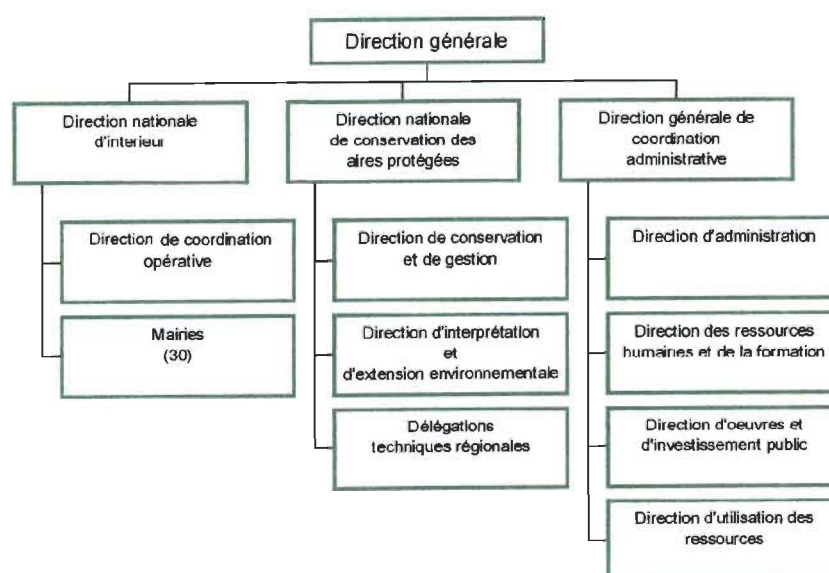 Direction générale
Direction nationale
d'interieur
Direction nationale
de conservation des
aires protégées
Direction générale de
coordination
administrative
Direction de coordination
opérative
Mairies
(30)
Direction de conservation
et de gestion
Direction d'interprétation
et
d'extension environnementale
Délégations
techniques régionales
Direction d'administration
Direction des ressources
humaines et de la formation
Direction d'oeuvres et
d'investissement public
Direction d'utilisation des
ressources